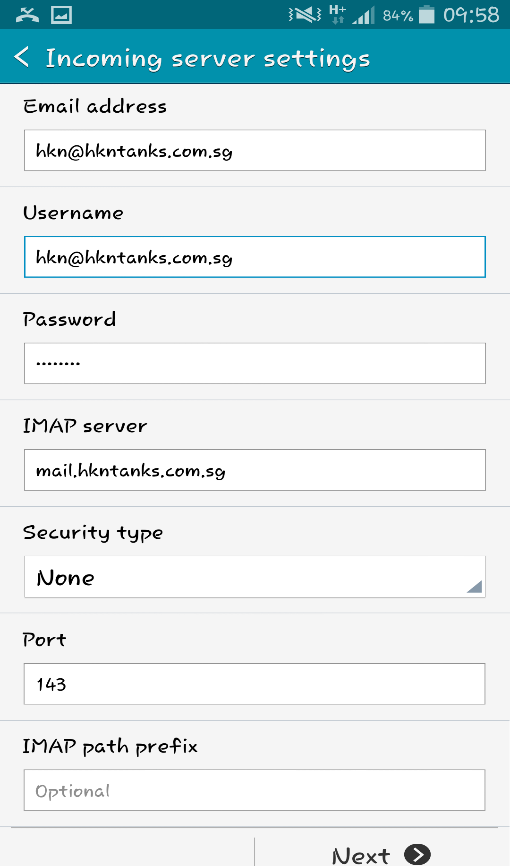 H+ 84% 09:58
Incoming server settings
Email address
hkn@hkntanks.com.sg
Username
hkn@hkntanks.com.sg
Password
••••••••
IMAP server
mail.hkntanks.com.sg
Security type
None
Port
143
IMAP path prefix
Optional
Next